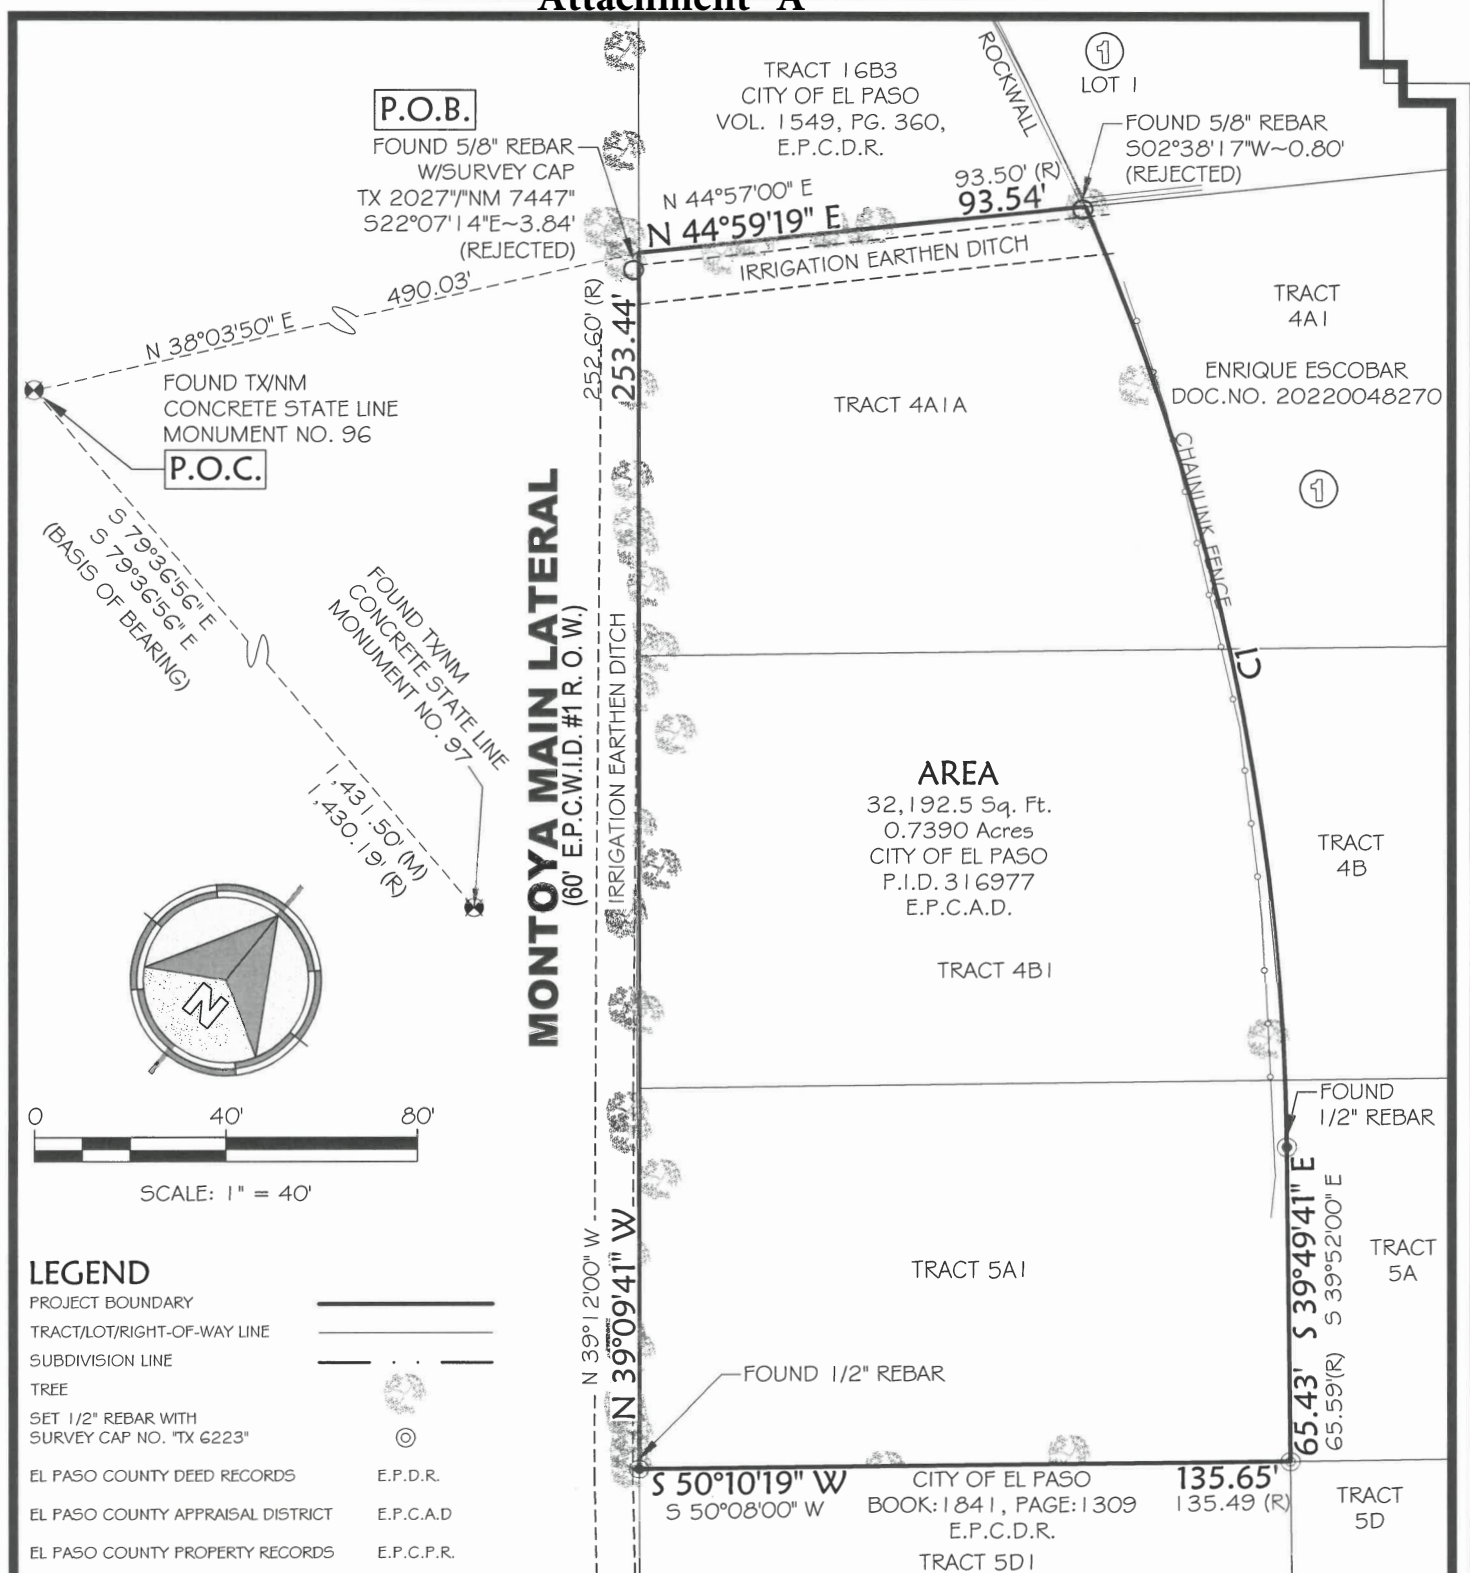 Attachment "A"
P.O.B.
FOUND 5/8" REBAR
W/SURVEY CAP
TX 2027"/"NM 7447"
S22°07'14"E~3.84'
(REJECTED)
TRACT 16B3
CITY OF EL PASO
VOL. 1549, PG. 360,
E.P.C.D.R.
ROCKWALL
1
LOT 1
FOUND 5/8" REBAR
S02°38'17"W~0.80'
(REJECTED)
N 44°57'00" E
93.50' (R)
N 44°59'19" E
93.54'
IRRIGATION EARTHEN DITCH
490.03'
N 38°03'50" E
FOUND TX/NM
CONCRETE STATE LINE
MONUMENT NO. 96
P.O.C.
252.60' (R)
253.44'
TRACT 4A1A
TRACT
4A1
ENRIQUE ESCOBAR
DOC.NO. 20220048270
1
CHAINLINK FENCE
C1
S 79°36'56" E
S 79°36'56" E
(BASIS OF BEARING)
FOUND TX/NM
CONCRETE STATE LINE
MONUMENT NO. 97
1,431.50' (M)
1,430.19' (R)
MONTOYA MAIN LATERAL
(60' E.P.C.W.I.D. #1 R. O. W.)
IRRIGATION EARTHEN DITCH
AREA
32,192.5 Sq. Ft.
0.7390 Acres
CITY OF EL PASO
P.I.D. 316977
E.P.C.A.D.
TRACT 4B1
TRACT
4B
N
0 40' 80'
SCALE: 1" = 40'
FOUND
1/2" REBAR
N 39°12'00" W
N 39°09'41" W
TRACT 5A1
S 39°49'41" E
65.43'
S 39°52'00" E
65.59'(R)
TRACT
5A
FOUND 1/2" REBAR
S 50°10'19" W
S 50°08'00" W
CITY OF EL PASO
BOOK:1841, PAGE:1309
E.P.C.D.R.
TRACT 5D1
135.65'
135.49 (R)
TRACT
5D
LEGEND
PROJECT BOUNDARY
TRACT/LOT/RIGHT-OF-WAY LINE
SUBDIVISION LINE
TREE
SET 1/2" REBAR WITH
SURVEY CAP NO. "TX 6223"
EL PASO COUNTY DEED RECORDS E.P.D.R.
EL PASO COUNTY APPRAISAL DISTRICT E.P.C.A.D
EL PASO COUNTY PROPERTY RECORDS E.P.C.P.R.